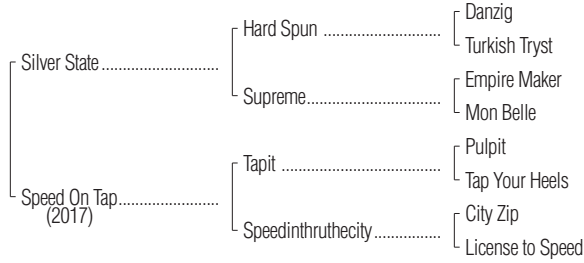 Danzig
Hard Spun ..............................
Turkish Tryst
Silver State ..............................
Empire Maker
Supreme ..............................
Mon Belle
Pulpit
Tapit ..............................
Tap Your Heels
Speed On Tap ..............................
(2017)
City Zip
Speedinthruthecity .................
License to Speed